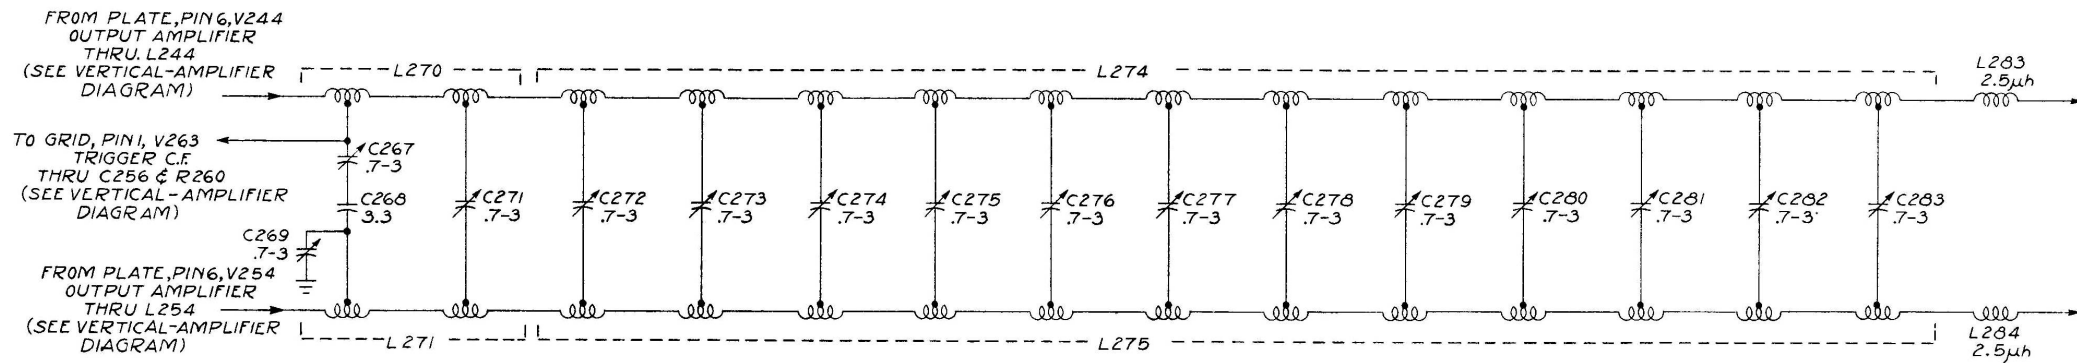 FROM PLATE, PIN 6, V244
OUTPUT AMPLIFIER
THRU. L244
(SEE VERTICAL-AMPLIFIER
DIAGRAM)
L270
L274
L283
2.5μh
TO GRID, PIN 1, V263
TRIGGER C.F.
THRU C256 & R260
(SEE VERTICAL-AMPLIFIER
DIAGRAM)
C267
.7-3
C268
3.3
C269
.7-3
C271
.7-3
C272
.7-3
C273
.7-3
C274
.7-3
C275
.7-3
C276
.7-3
C277
.7-3
C278
.7-3
C279
.7-3
C280
.7-3
C281
.7-3
C282
.7-3
C283
.7-3
FROM PLATE, PIN 6, V254
OUTPUT AMPLIFIER
THRU L254
(SEE VERTICAL-AMPLIFIER
DIAGRAM)
L271
L275
L284
2.5μh